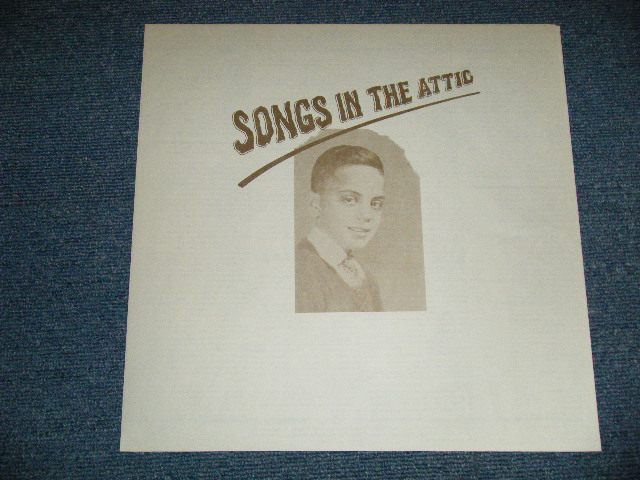 SONGS IN THE ATTIC